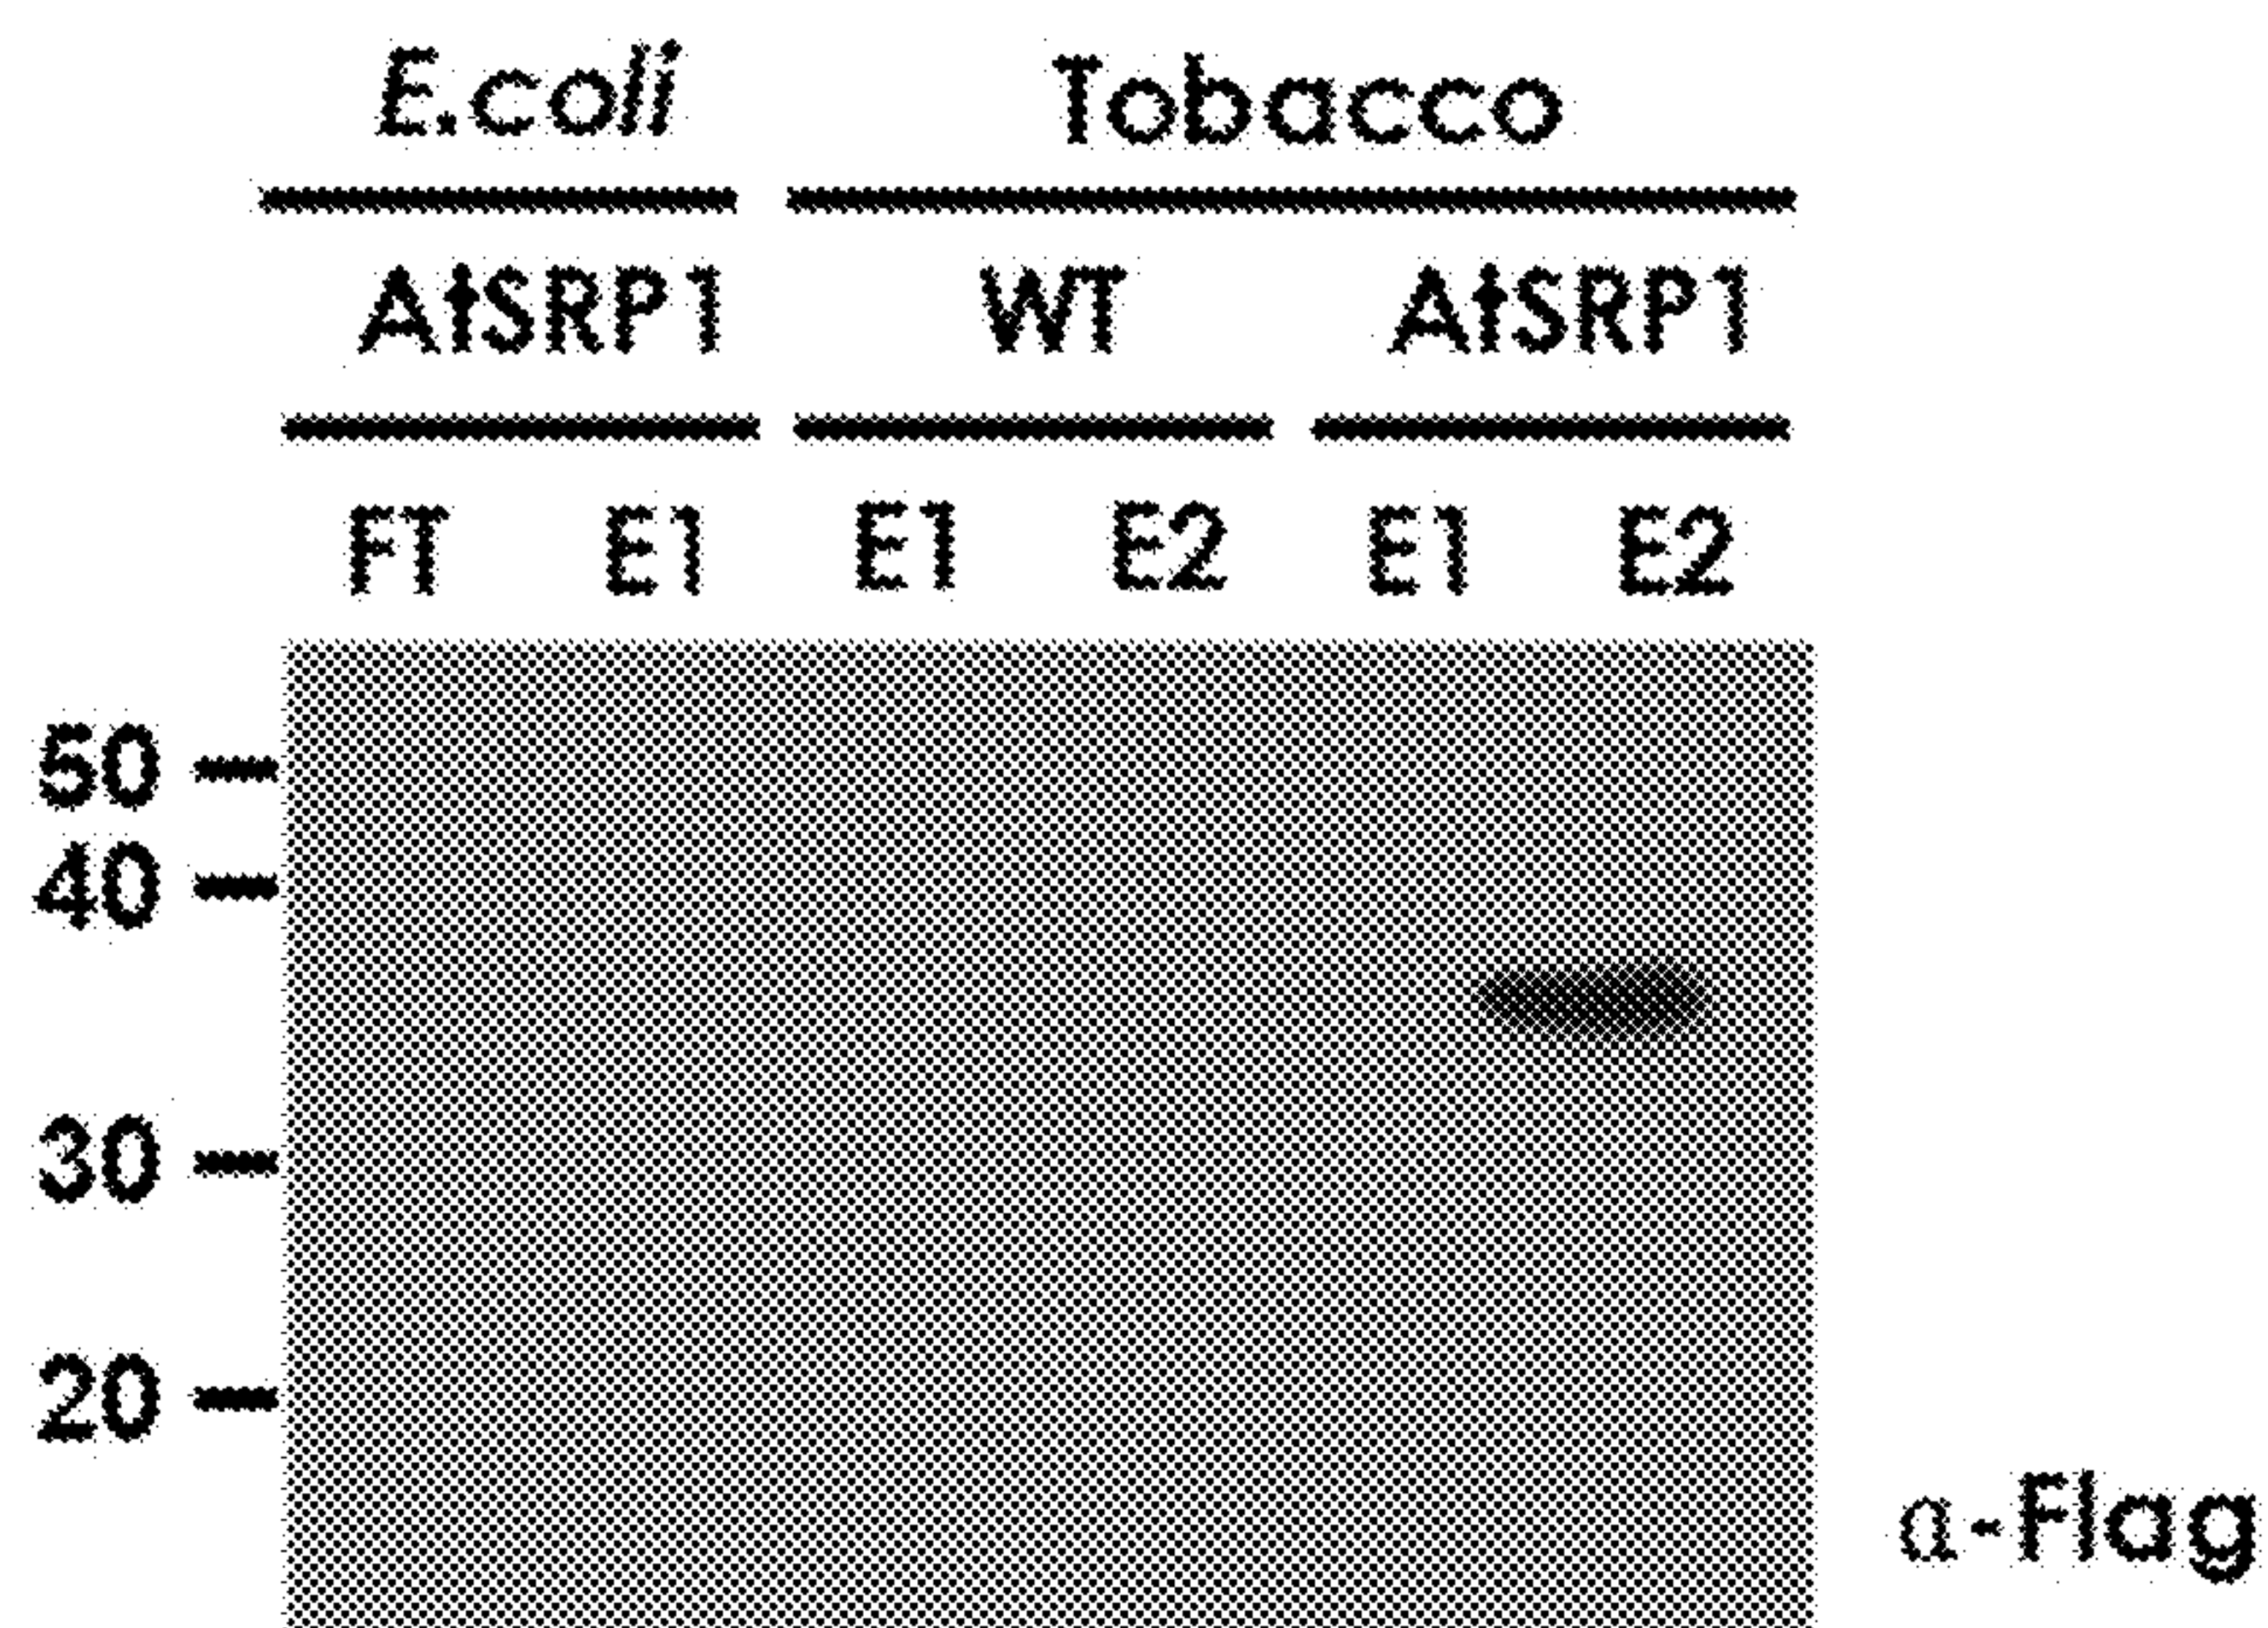 E.coli Tobacco
AtSRP1 WT AtSRP1
FT E1 E1 E2 E1 E2
50
40
30
20
α-Flag